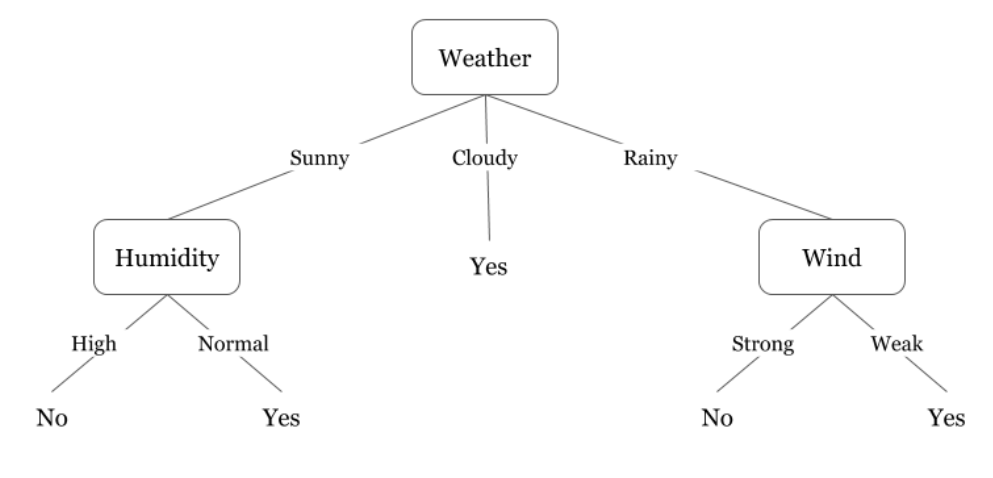 Weather
Sunny
Cloudy
Rainy
Humidity
Yes
Wind
High
Normal
Strong
Weak
No
Yes
No
Yes